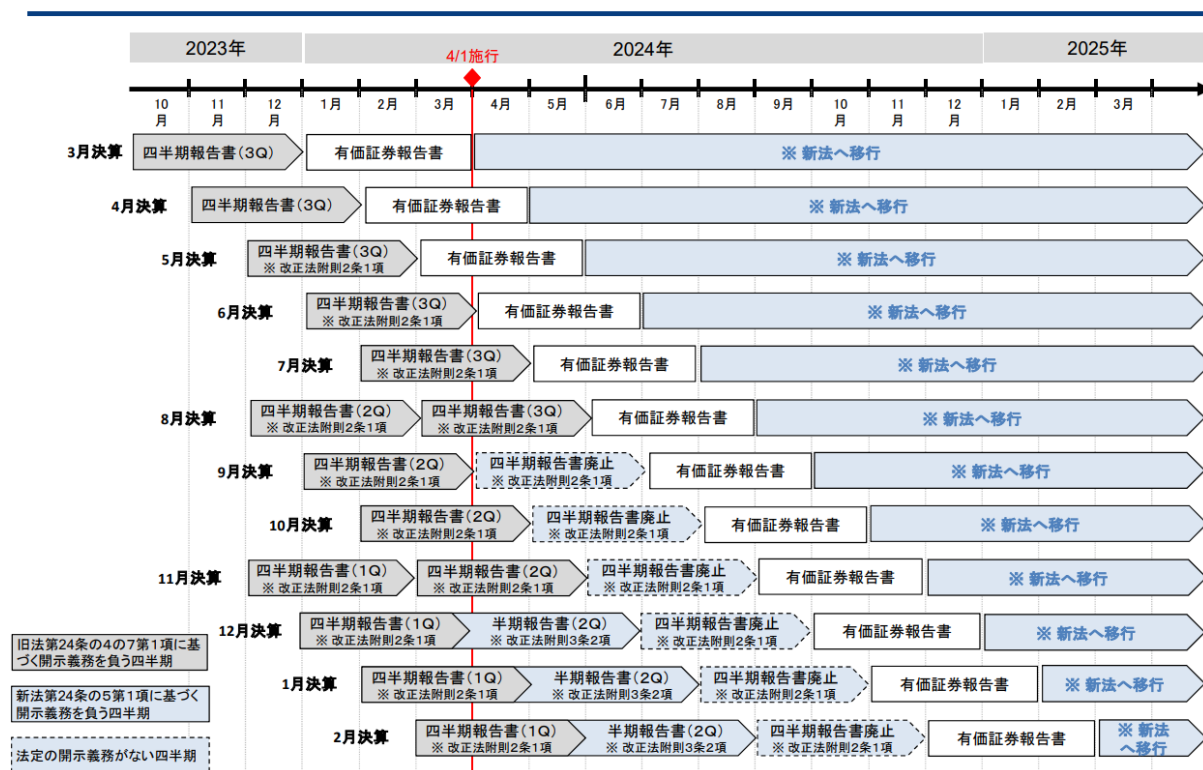 2023年
2024年
2025年
4/1施行
10月
11月
12月
1月
2月
3月
4月
5月
6月
7月
8月
9月
10月
11月
12月
1月
2月
3月
3月決算
四半期報告書(3Q)
有価証券報告書
※ 新法へ移行
4月決算
四半期報告書(3Q)
有価証券報告書
※ 新法へ移行
5月決算
四半期報告書(3Q)
※ 改正法附則2条1項
有価証券報告書
※ 新法へ移行
6月決算
四半期報告書(3Q)
※ 改正法附則2条1項
有価証券報告書
※ 新法へ移行
7月決算
四半期報告書(3Q)
※ 改正法附則2条1項
有価証券報告書
※ 新法へ移行
8月決算
四半期報告書(2Q)
※ 改正法附則2条1項
四半期報告書(3Q)
※ 改正法附則2条1項
有価証券報告書
※ 新法へ移行
9月決算
四半期報告書(2Q)
※ 改正法附則2条1項
四半期報告書廃止
※ 改正法附則2条1項
有価証券報告書
※ 新法へ移行
10月決算
四半期報告書(2Q)
※ 改正法附則2条1項
四半期報告書廃止
※ 改正法附則2条1項
有価証券報告書
※ 新法へ移行
11月決算
四半期報告書(1Q)
※ 改正法附則2条1項
四半期報告書(2Q)
※ 改正法附則2条1項
四半期報告書廃止
※ 改正法附則2条1項
有価証券報告書
※ 新法へ移行
12月決算
四半期報告書(1Q)
※ 改正法附則2条1項
半期報告書(2Q)
※ 改正法附則3条2項
四半期報告書廃止
※ 改正法附則2条1項
有価証券報告書
※ 新法へ移行
1月決算
四半期報告書(1Q)
※ 改正法附則2条1項
半期報告書(2Q)
※ 改正法附則3条2項
四半期報告書廃止
※ 改正法附則2条1項
有価証券報告書
※ 新法へ移行
2月決算
四半期報告書(1Q)
※ 改正法附則2条1項
半期報告書(2Q)
※ 改正法附則3条2項
四半期報告書廃止
※ 改正法附則2条1項
有価証券報告書
※ 新法
へ移行
旧法第24条の4の7第1項に基
づく開示義務を負う四半期
新法第24条の5第1項に基づく
開示義務を負う四半期
法定の開示義務がない四半期